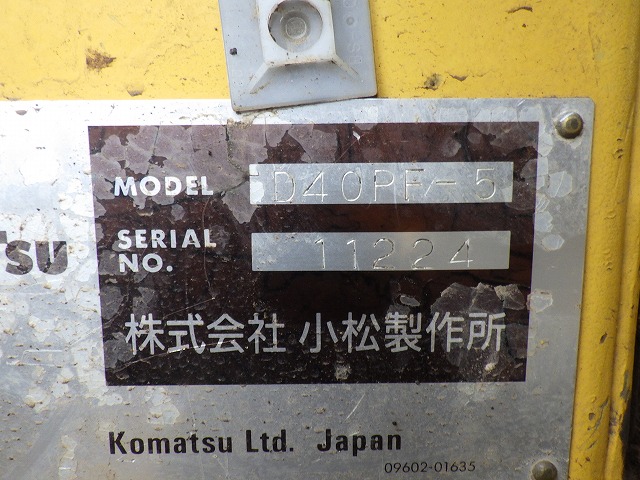 MODEL D40PF-5
SERIAL NO. 11224
株式会社 小松製作所
Komatsu Ltd. Japan
09602-01635